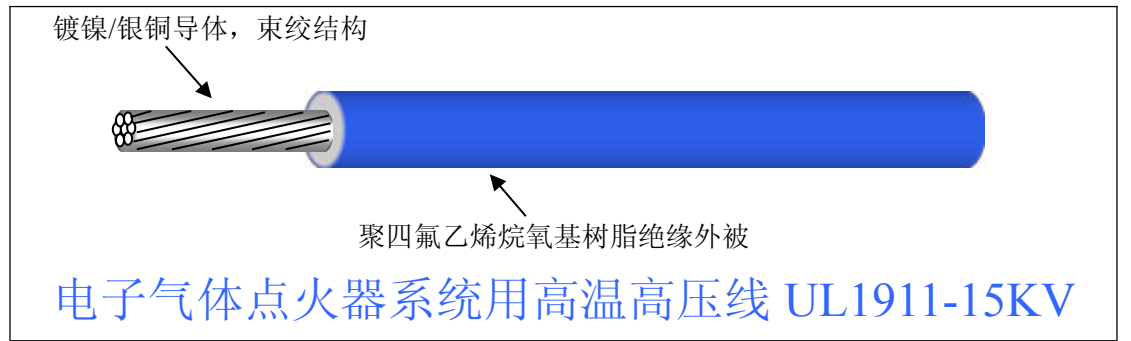 镀镍/银铜导体，束绞结构
聚四氟乙烯烷氧基树脂绝缘外被
电子气体点火器系统用高温高压线 UL1911-15KV